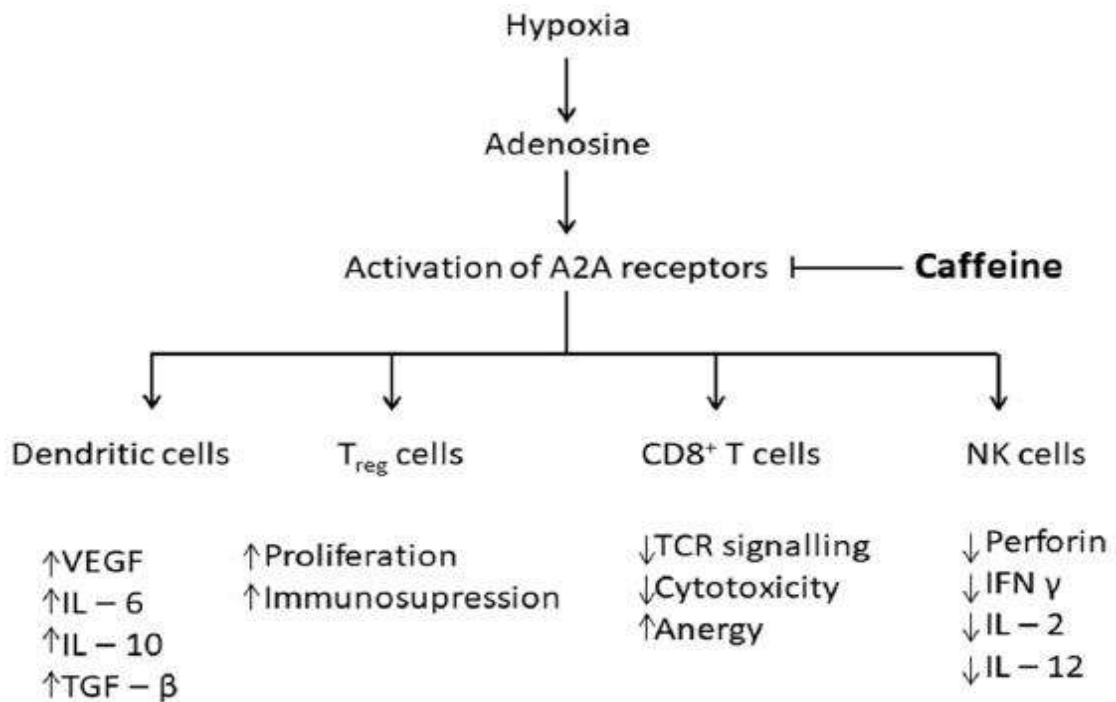 Hypoxia
Adenosine
Activation of A2A receptors
Caffeine
Dendritic cells
Treg cells
CD8⁺ T cells
NK cells
↑VEGF
↑IL – 6
↑IL – 10
↑TGF – β
↑Proliferation
↑Immunosupression
↓TCR signalling
↓Cytotoxicity
↑Anergy
↓Perforin
↓IFN γ
↓IL – 2
↓IL – 12